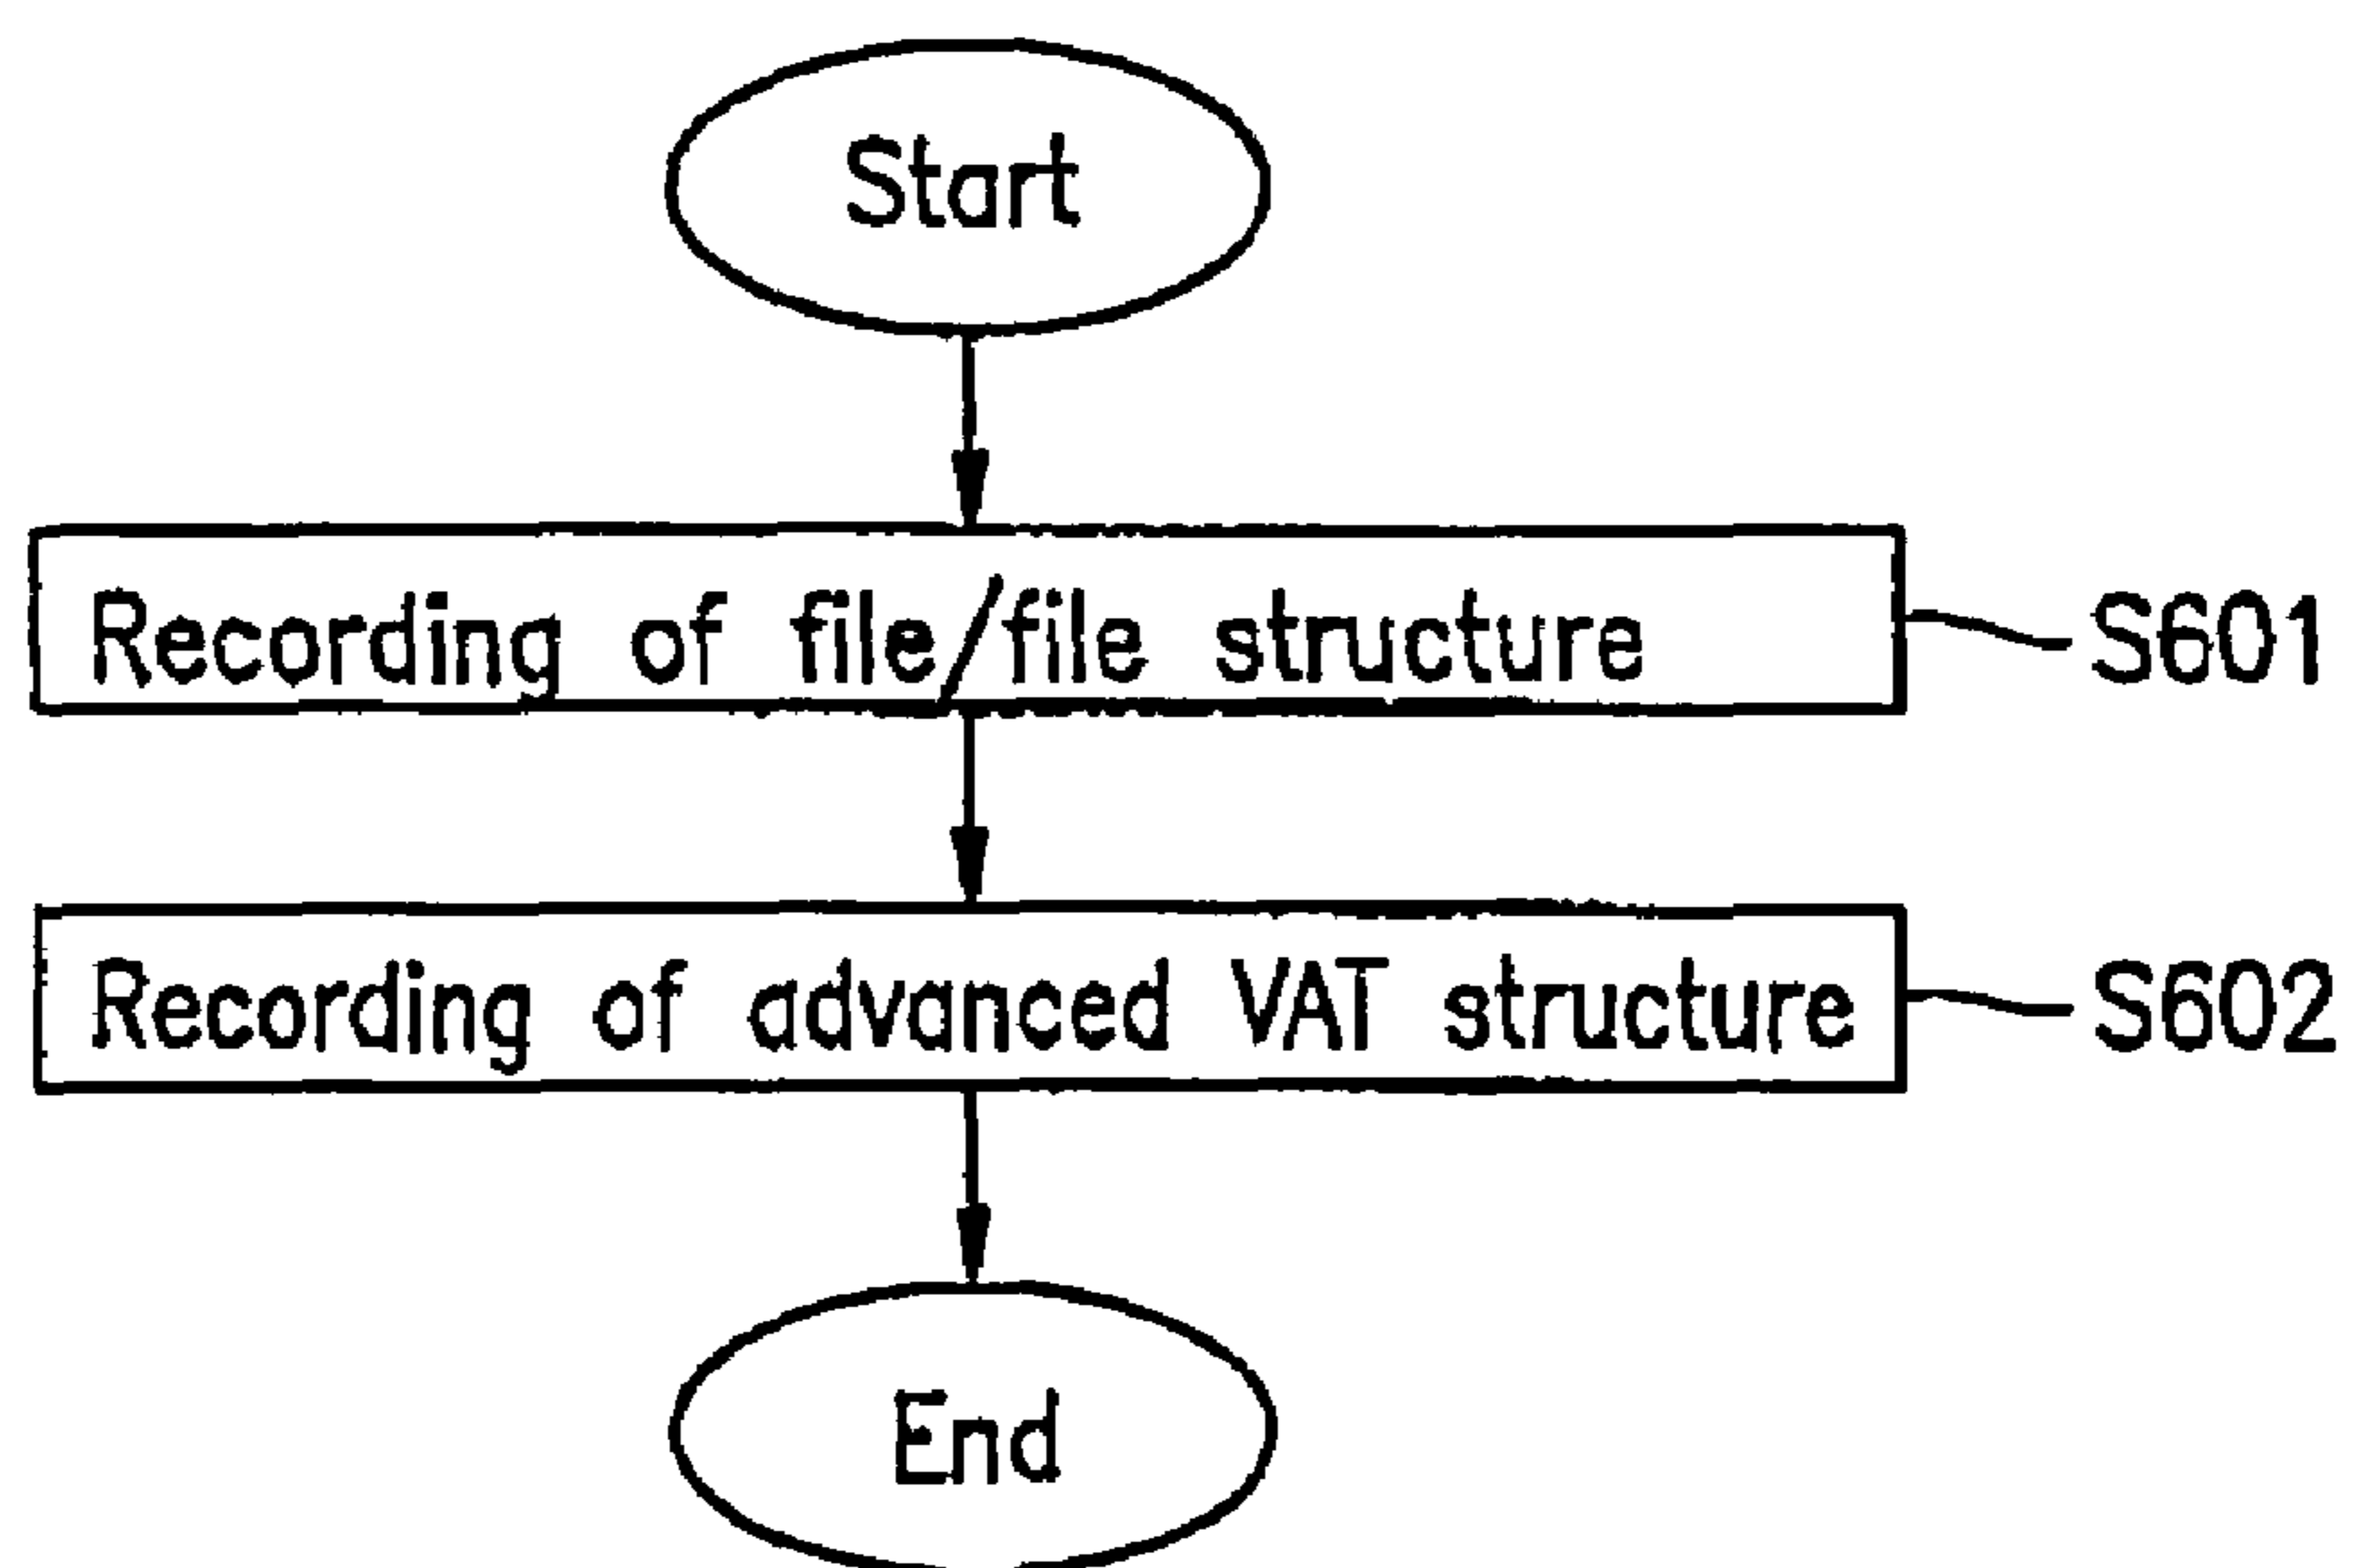 Start
Recording of file/file structure
S601
Recording of advanced VAT structure
S602
End